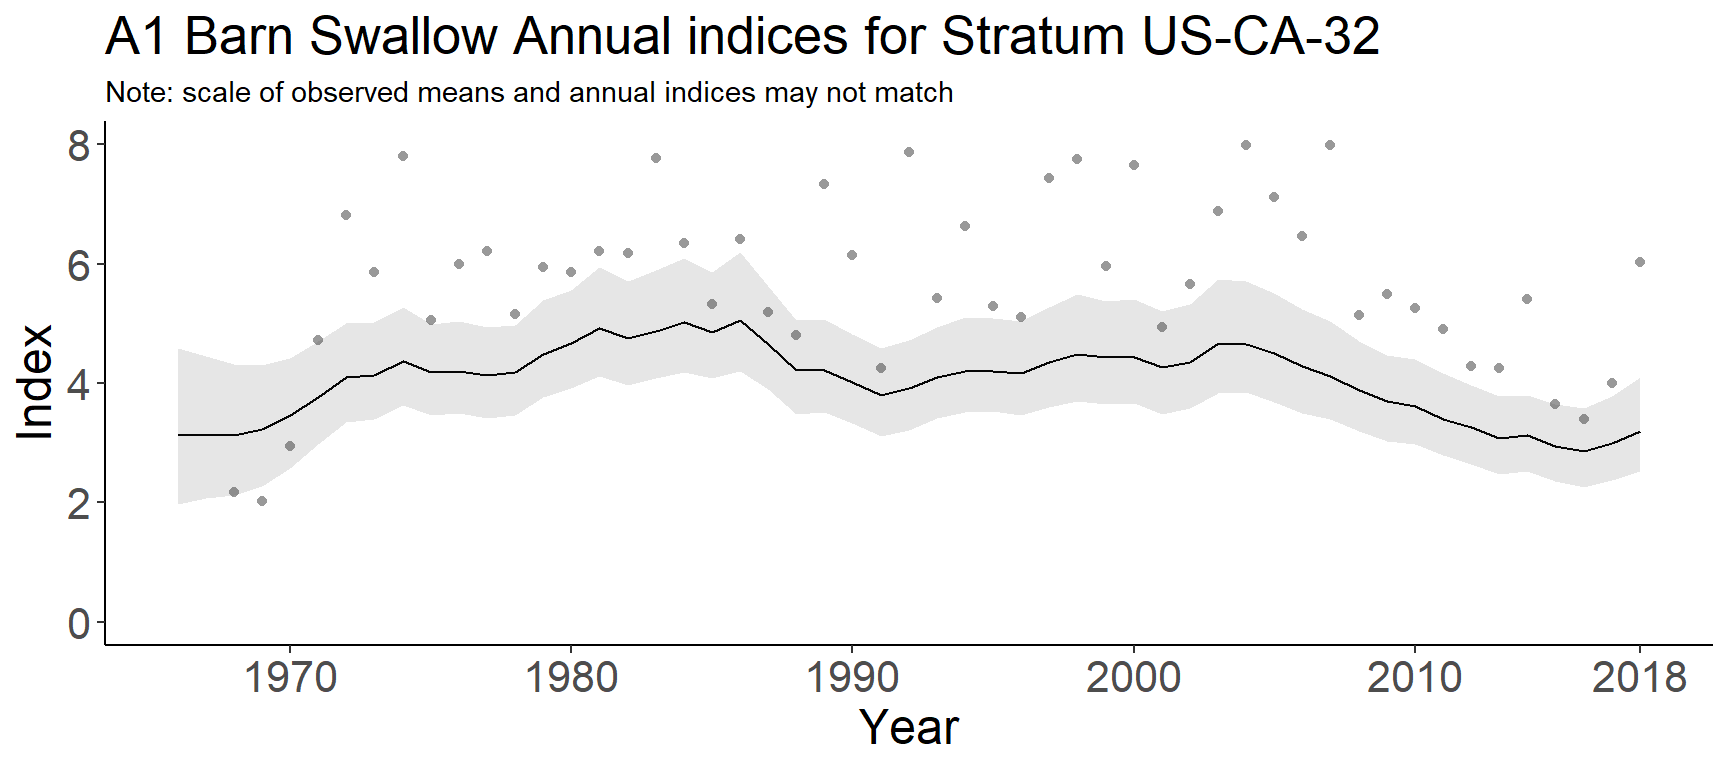 A1 Barn Swallow Annual indices for Stratum US-CA-32
Note: scale of observed means and annual indices may not match
8
6
4
2
0
Index
1970 1980 1990 2000 2010 2018
Year